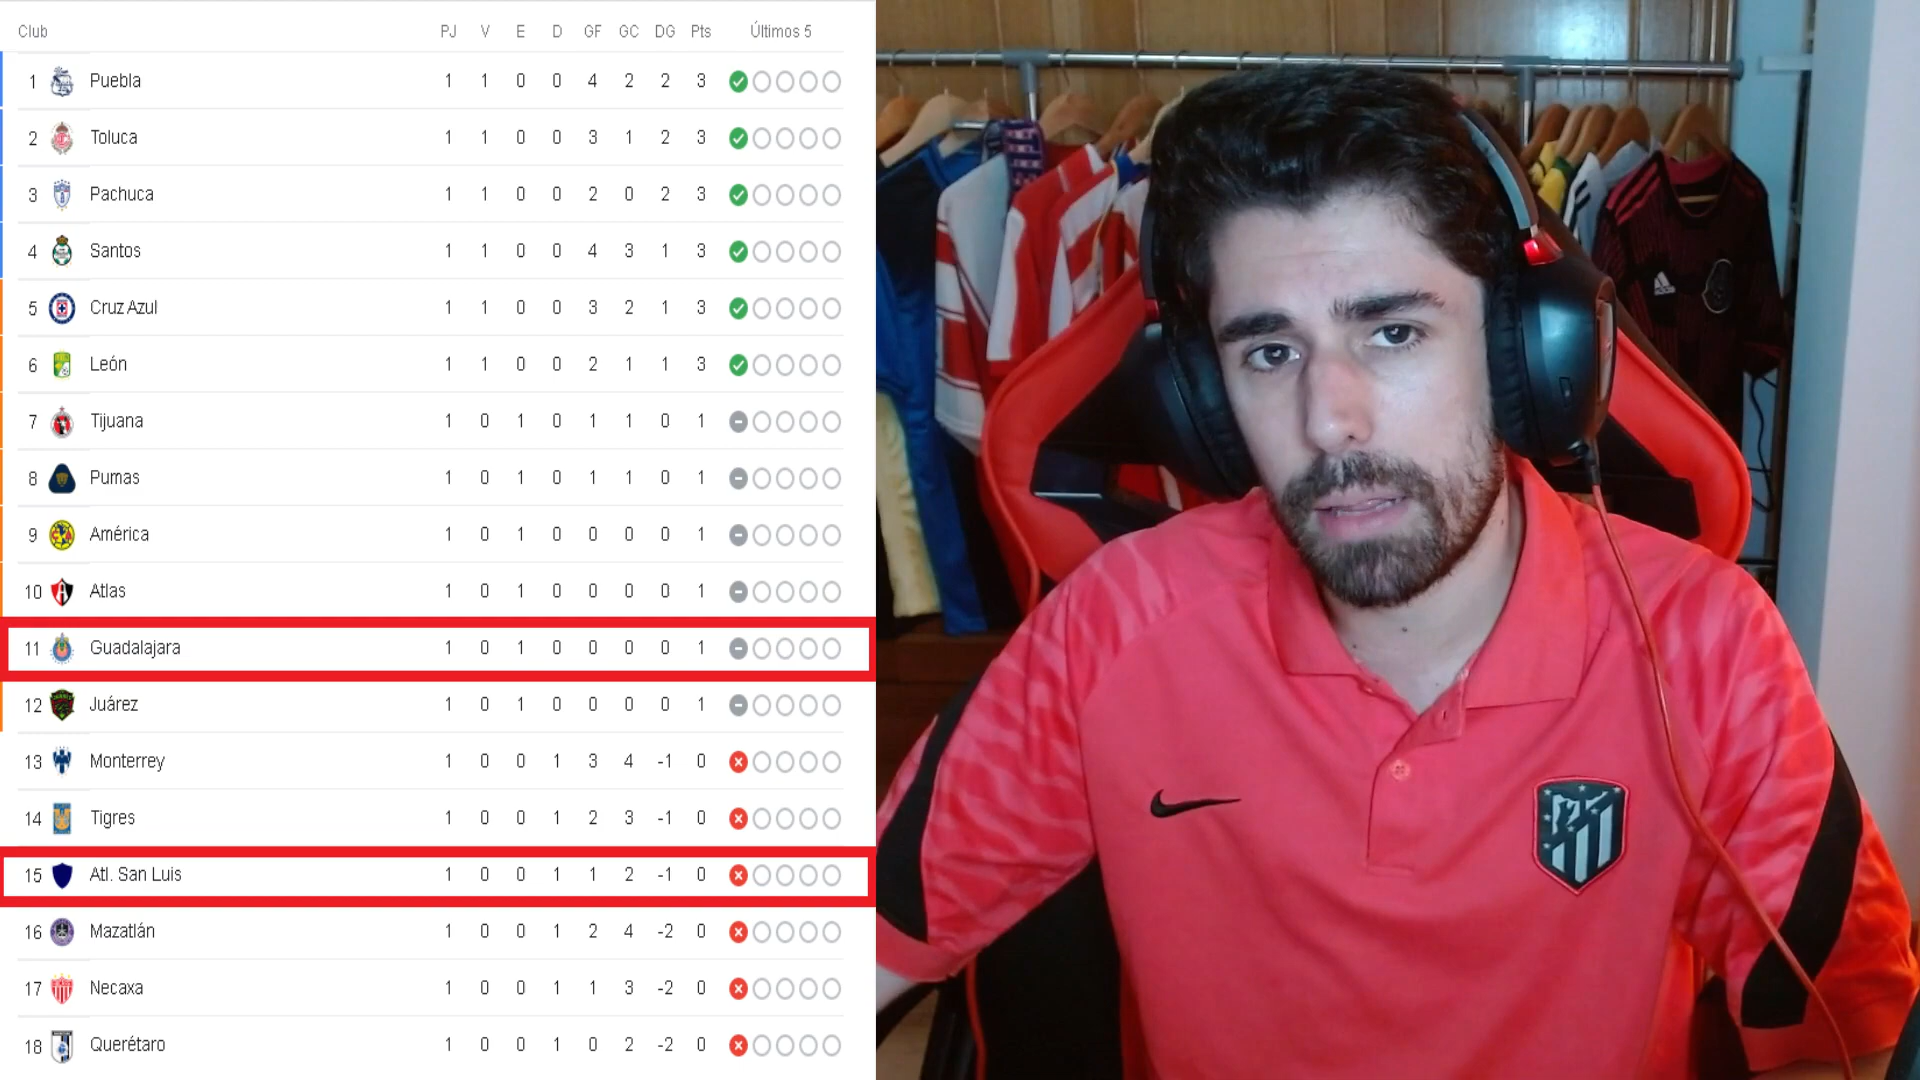 Club PJ V E D GF GC DG Pts Últimos 5
1 Puebla 1 1 0 0 4 2 2 3
2 Toluca 1 1 0 0 3 1 2 3
3 Pachuca 1 1 0 0 2 0 2 3
4 Santos 1 1 0 0 4 3 1 3
5 Cruz Azul 1 1 0 0 3 2 1 3
6 León 1 1 0 0 2 1 1 3
7 Tijuana 1 0 1 0 1 1 0 1
8 Pumas 1 0 1 0 1 1 0 1
9 América 1 0 1 0 0 0 0 1
10 Atlas 1 0 1 0 0 0 0 1
11 Guadalajara 1 0 1 0 0 0 0 1
12 Juárez 1 0 1 0 0 0 0 1
13 Monterrey 1 0 0 1 3 4 -1 0
14 Tigres 1 0 0 1 2 3 -1 0
15 Atl. San Luis 1 0 0 1 1 2 -1 0
16 Mazatlán 1 0 0 1 2 4 -2 0
17 Necaxa 1 0 0 1 1 3 -2 0
18 Querétaro 1 0 0 1 0 2 -2 0